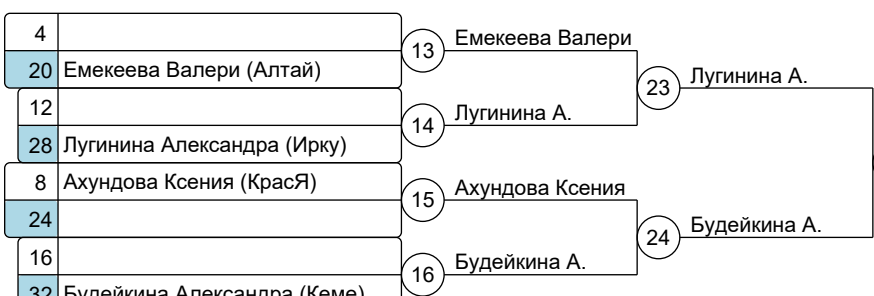 4
13
Емекеева Валери
20 Емекеева Валери (Алтай)
23
Лугинина А.
12
14
Лугинина А.
28 Лугинина Александра (Ирку)
8 Ахундова Ксения (КрасЯ)
15
Ахундова Ксения
24
24
Будейкина А.
16
16
Будейкина А.
32 Будейкина Александра (Кеме)